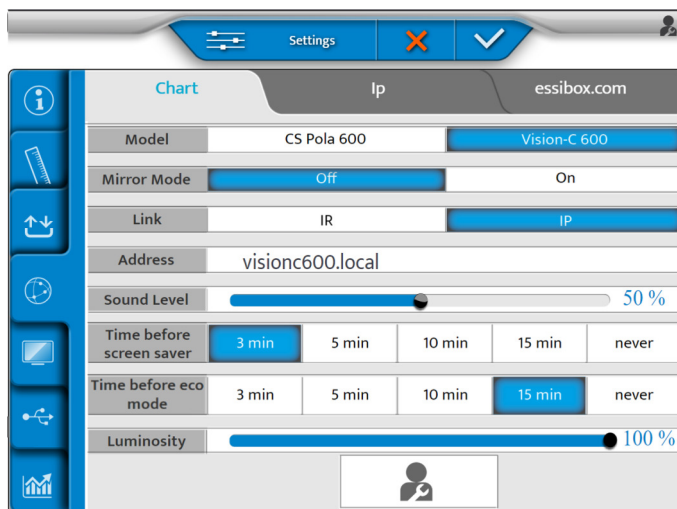 Settings
Chart Ip essibox.com
Model CS Pola 600 Vision-C 600
Mirror Mode Off On
Link IR IP
Address visionc600.local
Sound Level 50 %
Time before
screen saver 3 min 5 min 10 min 15 min never
Time before eco
mode 3 min 5 min 10 min 15 min never
Luminosity 100 %